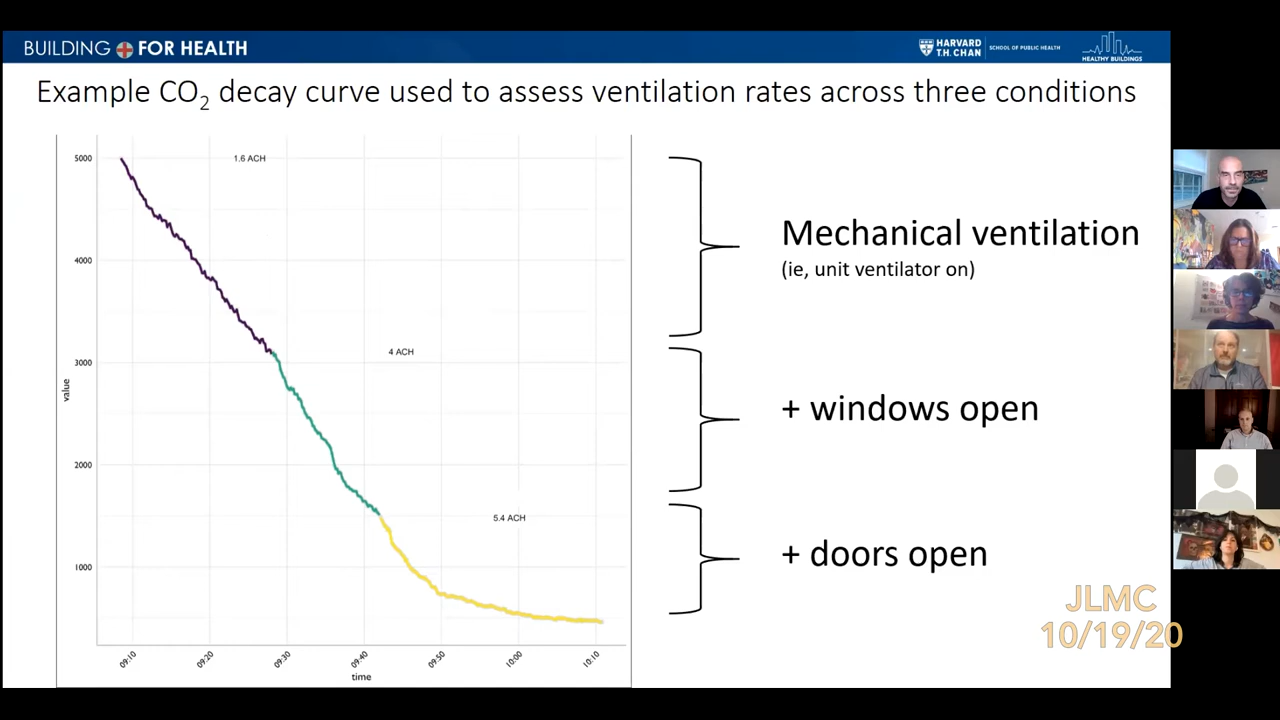 BUILDING FOR HEALTH
HARVARD
T.H. CHAN
SCHOOL OF PUBLIC HEALTH
HEALTHY BUILDINGS
Example CO2 decay curve used to assess ventilation rates across three conditions
5000
4000
3000
2000
1000
value
1.6 ACH
4 ACH
5.4 ACH
09:10
09:20
09:30
09:40
09:50
10:00
10:10
time
Mechanical ventilation
(ie, unit ventilator on)
+ windows open
+ doors open
JLMC
10/19/20